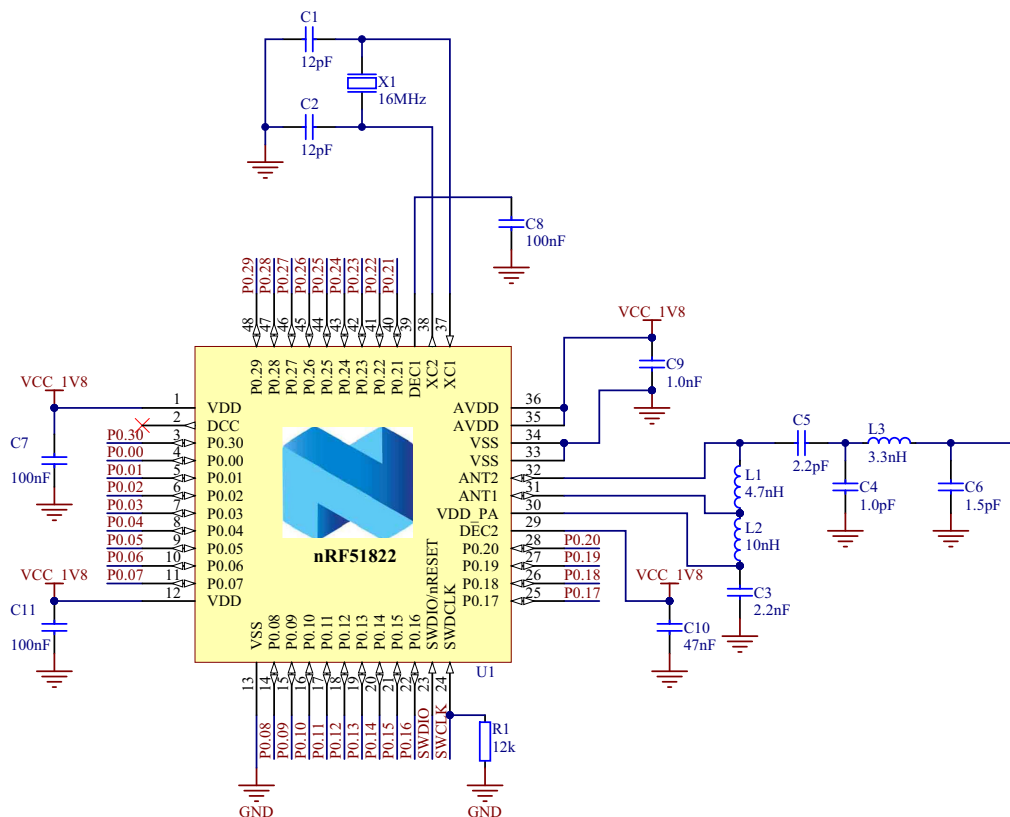 C1
12pF
X1
16MHz
C2
12pF
C8
100nF
P0.29
P0.28
P0.27
P0.26
P0.25
P0.24
P0.23
P0.22
P0.21
48
47
46
45
44
43
42
41
40
39
38
37
P0.29
P0.28
P0.27
P0.26
P0.25
P0.24
P0.23
P0.22
P0.21
DEC1
XC2
XC1
VCC_1V8
C9
1.0nF
VCC_1V8
C7
100nF
1 VDD
2 DCC
P0.30 3 P0.30
P0.00 4 P0.00
P0.01 5 P0.01
P0.02 6 P0.02
P0.03 7 P0.03
P0.04 8 P0.04
P0.05 9 P0.05
P0.06 10 P0.06
P0.07 11 P0.07
12 VDD
VCC_1V8
C11
100nF
nRF51822
AVDD 36
AVDD 35
VSS 34
VSS 33
ANT2 32
ANT1 31
VDD_PA 30
DEC2 29
P0.20 28 P0.20
P0.19 27 P0.19
P0.18 26 P0.18
P0.17 25 P0.17
C5
2.2pF
L3
3.3nH
L1
4.7nH
C4
1.0pF
C6
1.5pF
L2
10nH
C3
2.2nF
VCC_1V8
C10
47nF
VSS
P0.08
P0.09
P0.10
P0.11
P0.12
P0.13
P0.14
P0.15
P0.16
SWDIO/nRESET
SWDCLK
U1
13
14
15
16
17
18
19
20
21
22
23
24
P0.08
P0.09
P0.10
P0.11
P0.12
P0.13
P0.14
P0.15
P0.16
SWDIO
SWCLK
R1
12k
GND
GND